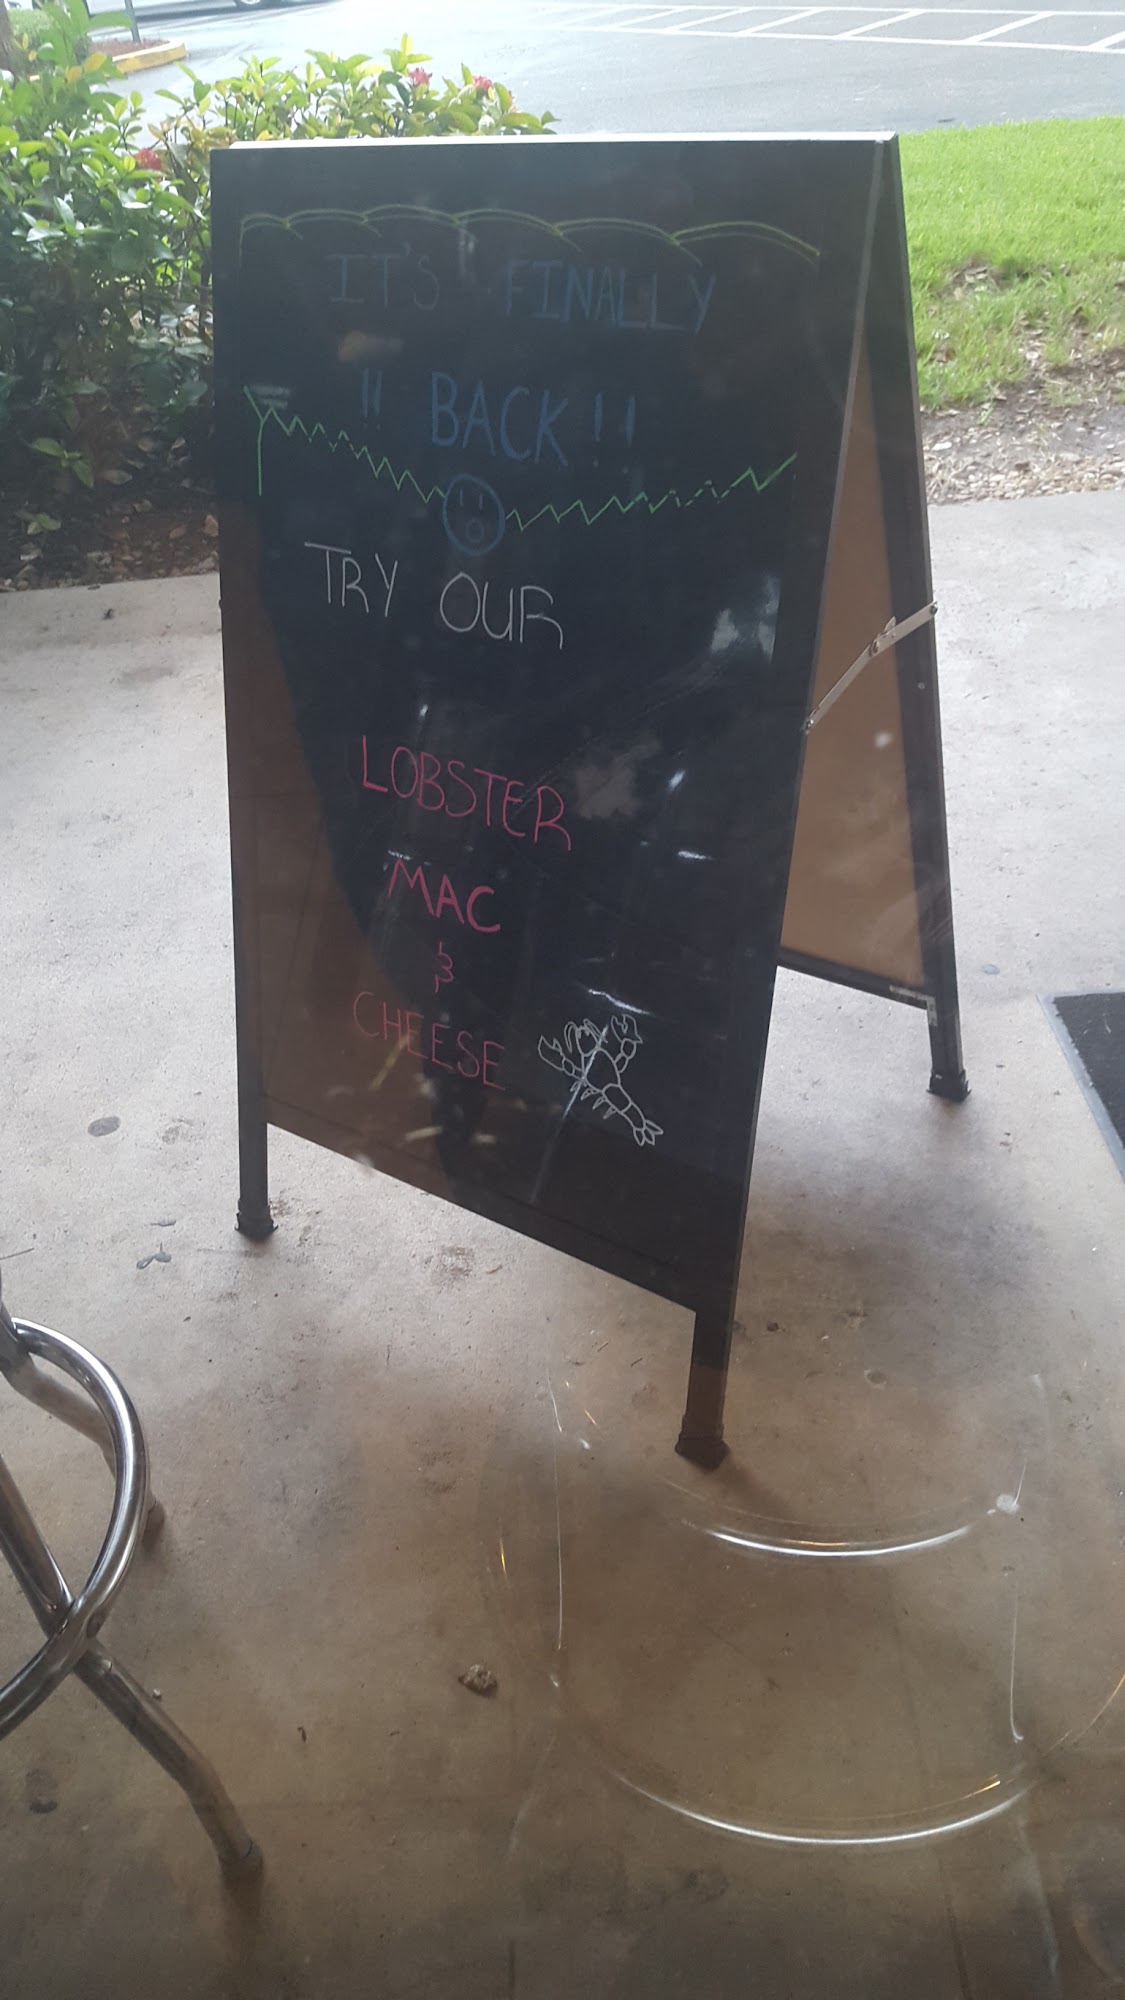 IT'S FINALLY
!! BACK!!
TRY OUR
LOBSTER
MAC
&
CHEESE